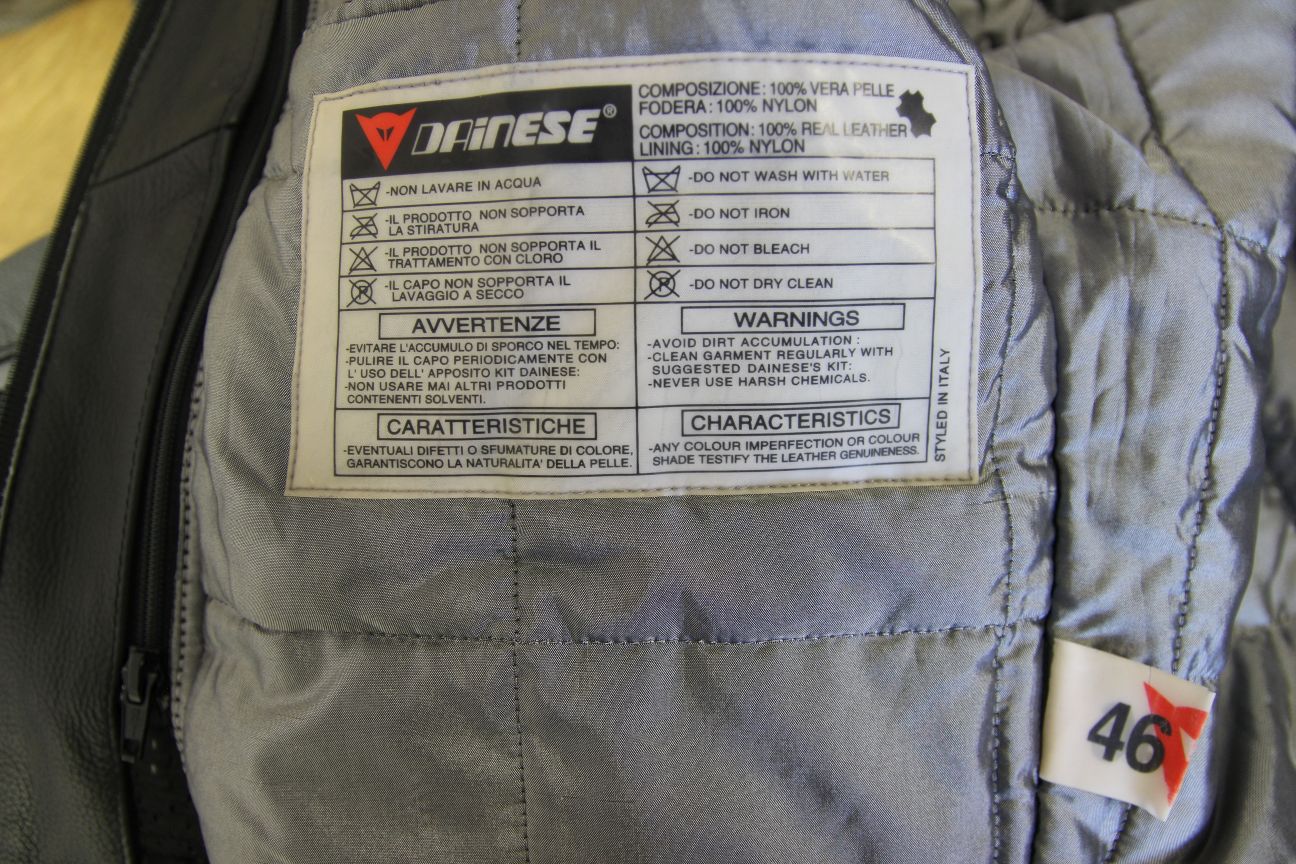 DAiNESE®
COMPOSIZIONE: 100% VERA PELLE
FODERA: 100% NYLON
COMPOSITION: 100% REAL LEATHER
LINING: 100% NYLON
-NON LAVARE IN ACQUA
-IL PRODOTTO NON SOPPORTA
LA STIRATURA
-IL PRODOTTO NON SOPPORTA IL
TRATTAMENTO CON CLORO
P
-IL CAPO NON SOPPORTA IL
LAVAGGIO A SECCO
-DO NOT WASH WITH WATER
-DO NOT IRON
-DO NOT BLEACH
P
-DO NOT DRY CLEAN
AVVERTENZE
-EVITARE L'ACCUMULO DI SPORCO NEL TEMPO:
-PULIRE IL CAPO PERIODICAMENTE CON
L' USO DELL' APPOSITO KIT DAINESE:
-NON USARE MAI ALTRI PRODOTTI
CONTENENTI SOLVENTI.
WARNINGS
-AVOID DIRT ACCUMULATION :
-CLEAN GARMENT REGULARLY WITH
SUGGESTED DAINESE'S KIT:
-NEVER USE HARSH CHEMICALS.
CARATTERISTICHE
-EVENTUALI DIFETTI O SFUMATURE DI COLORE,
GARANTISCONO LA NATURALITA' DELLA PELLE.
CHARACTERISTICS
-ANY COLOUR IMPERFECTION OR COLOUR
SHADE TESTIFY THE LEATHER GENUINENESS.
STYLED IN ITALY
46